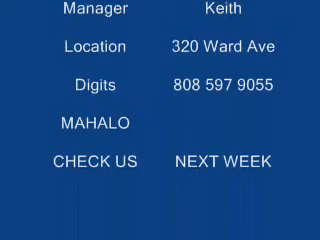 Manager Keith
Location 320 Ward Ave
Digits 808 597 9055
MAHALO
CHECK US NEXT WEEK